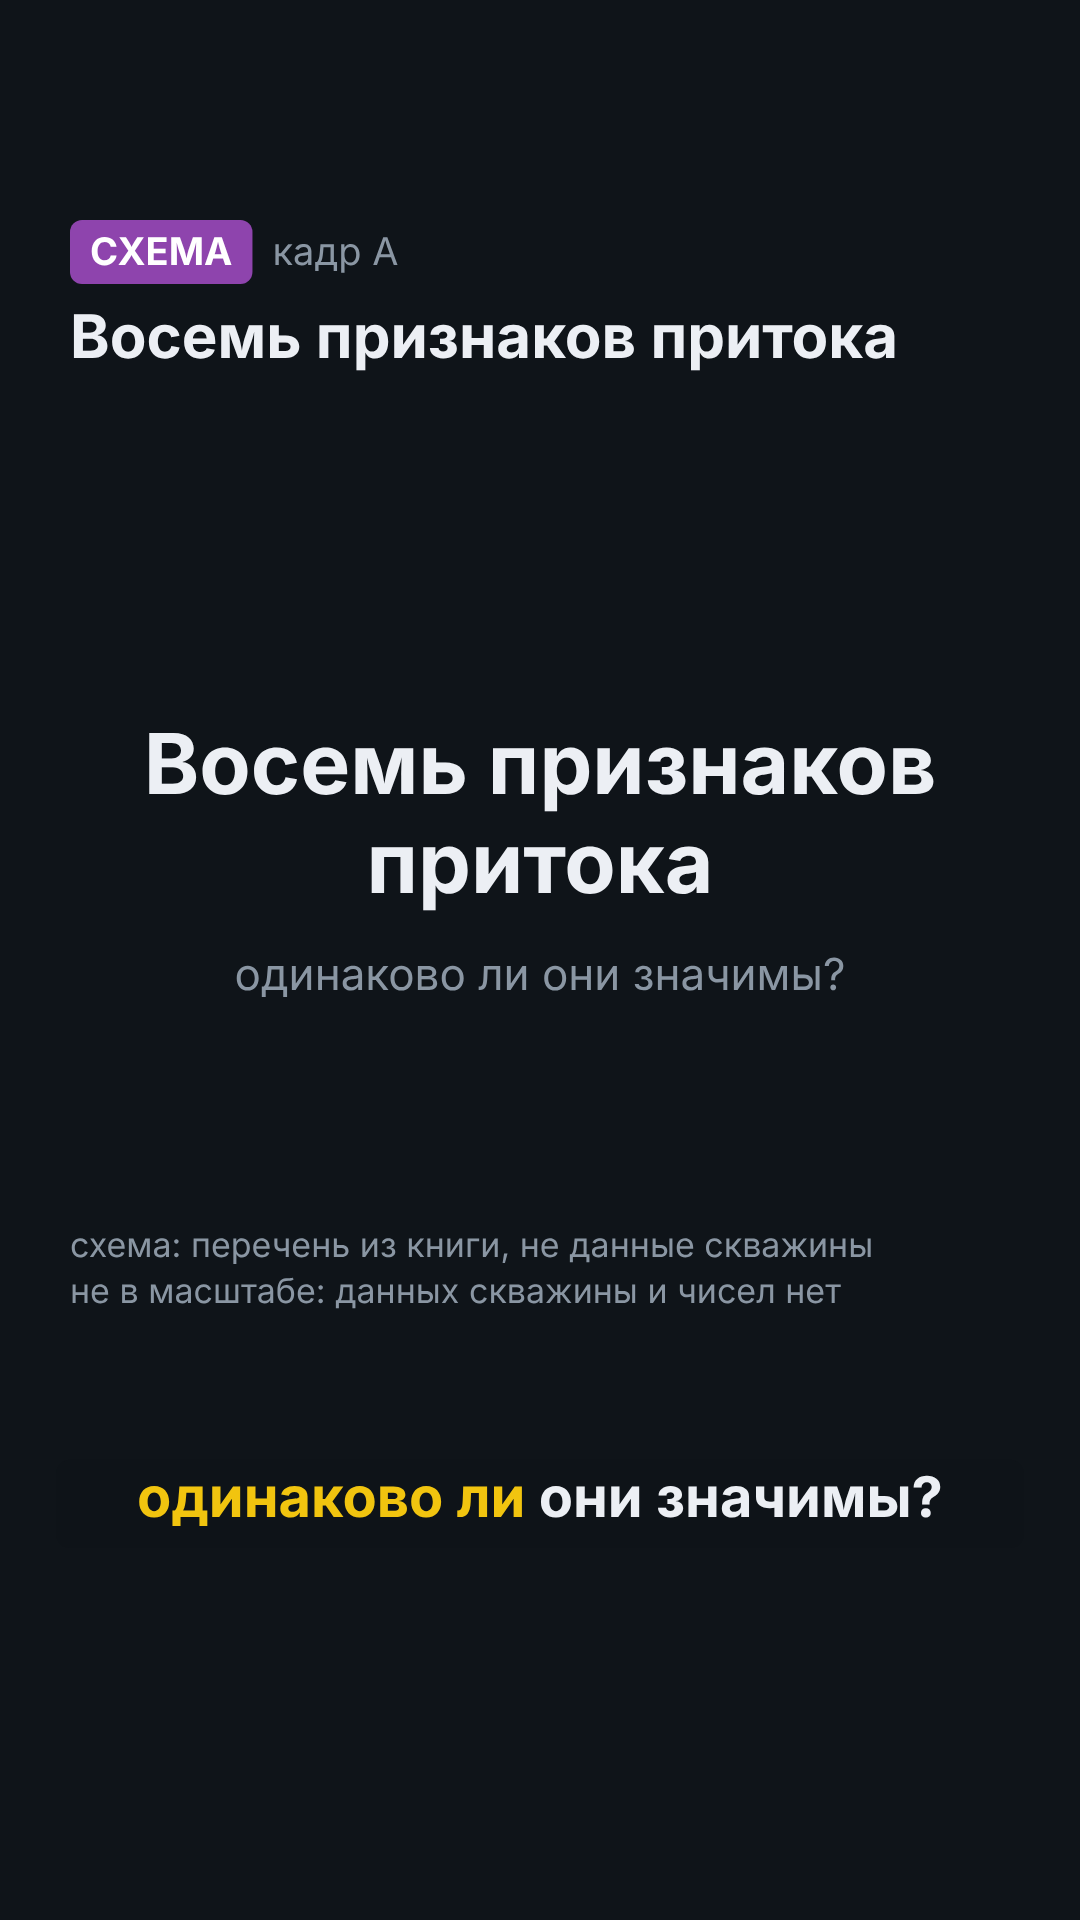 СХЕМА кадр А
Восемь признаков притока
Восемь признаков
притока
одинаково ли они значимы?
схема: перечень из книги, не данные скважины
не в масштабе: данных скважины и чисел нет
одинаково ли они значимы?